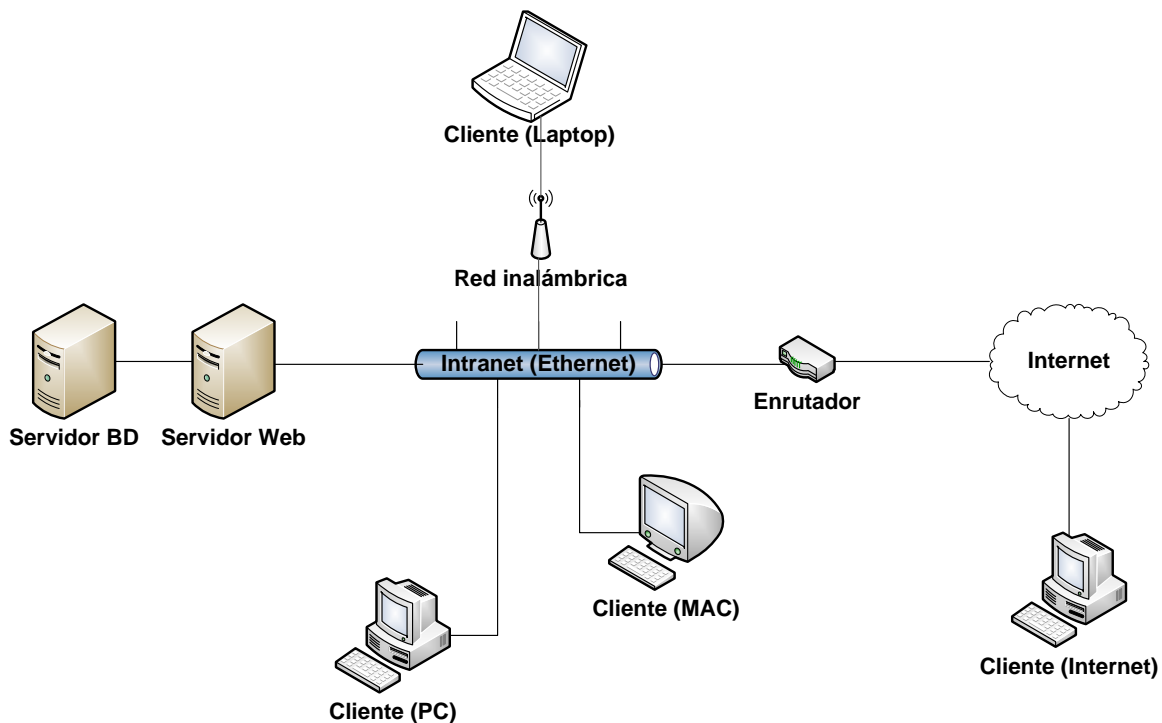 Cliente (Laptop)
Red inalámbrica
Intranet (Ethernet)
Internet
Enrutador
Servidor BD
Servidor Web
Cliente (MAC)
Cliente (Internet)
Cliente (PC)